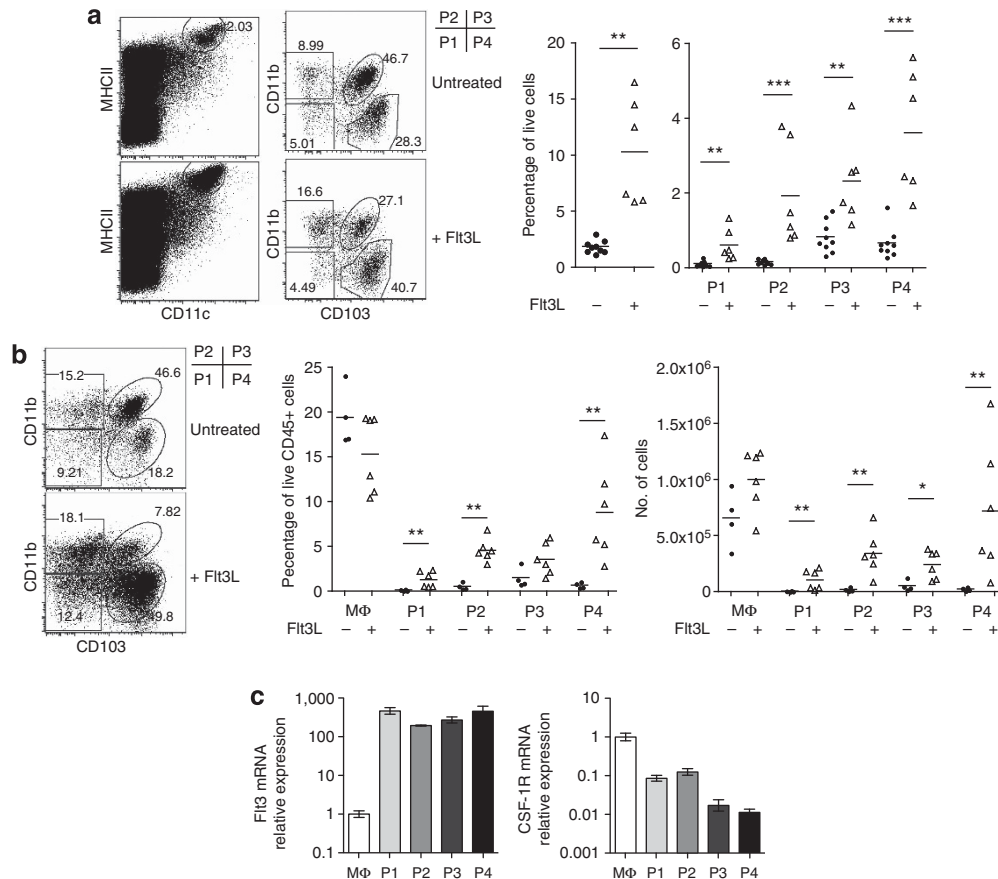 a
MHCII
2.03
MHCII
CD11c
CD11b
8.99
46.7
5.01
28.3
CD11b
16.6
27.1
4.49
40.7
CD103
P2 P3
P1 P4
Untreated
+ Flt3L
Percentage of live cells
20
15
10
5
0
**
Flt3L
– +
6
4
2
0
** *** ** ***
P1 P2 P3 P4
– + – + – + – +
b
CD11b
15.2
46.6
9.21
18.2
CD11b
18.1
7.82
12.4
49.8
CD103
P2 P3
P1 P4
Untreated
+ Flt3L
Pecentage of live CD45+ cells
25
20
15
10
5
0
** ** **
MΦ P1 P2 P3 P4
Flt3L
– + – + – + – + – +
No. of cells
2.0x10⁶
1.5x10⁶
1.0x10⁶
5.0x10⁵
0
** ** * **
MΦ P1 P2 P3 P4
Flt3L
– + – + – + – + – +
c
Flt3 mRNA
relative expression
1,000
100
10
1
0.1
MΦ P1 P2 P3 P4
CSF-1R mRNA
relative expression
10
1
0.1
0.01
0.001
MΦ P1 P2 P3 P4